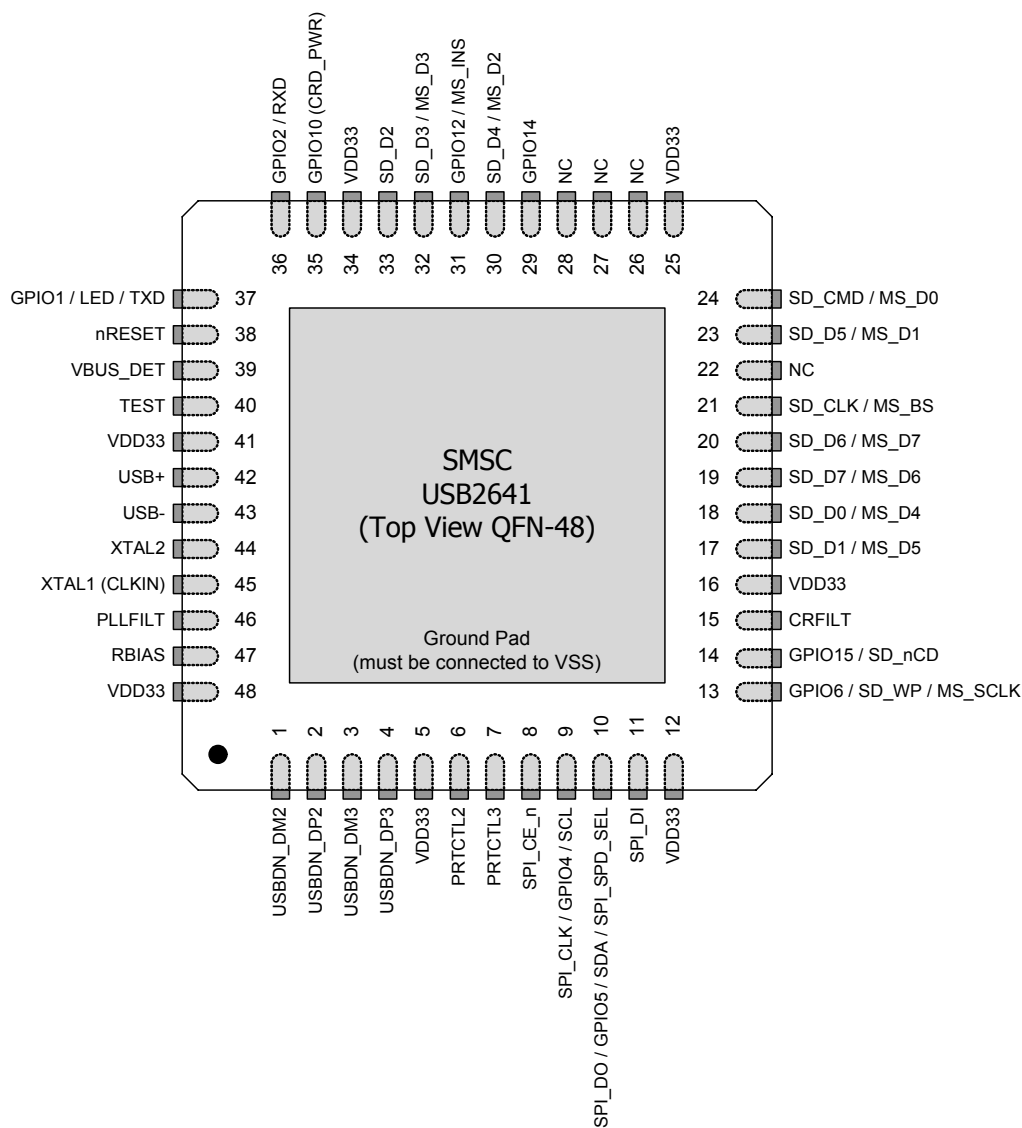 GPIO2 / RXD
GPIO10 (CRD_PWR)
VDD33
SD_D2
SD_D3 / MS_D3
GPIO12 / MS_INS
SD_D4 / MS_D2
GPIO14
NC
NC
NC
VDD33
36
35
34
33
32
31
30
29
28
27
26
25
GPIO1 / LED / TXD 37
nRESET 38
VBUS_DET 39
TEST 40
VDD33 41
USB+ 42
USB- 43
XTAL2 44
XTAL1 (CLKIN) 45
PLLFILT 46
RBIAS 47
VDD33 48
SMSC
USB2641
(Top View QFN-48)
Ground Pad
(must be connected to VSS)
24 SD_CMD / MS_D0
23 SD_D5 / MS_D1
22 NC
21 SD_CLK / MS_BS
20 SD_D6 / MS_D7
19 SD_D7 / MS_D6
18 SD_D0 / MS_D4
17 SD_D1 / MS_D5
16 VDD33
15 CRFILT
14 GPIO15 / SD_nCD
13 GPIO6 / SD_WP / MS_SCLK
1
2
3
4
5
6
7
8
9
10
11
12
USBDN_DM2
USBDN_DP2
USBDN_DM3
USBDN_DP3
VDD33
PRTCTL2
PRTCTL3
SPI_CE_n
SPI_CLK / GPIO4 / SCL
SPI_DO / GPIO5 / SDA / SPI_SPD_SEL
SPI_DI
VDD33